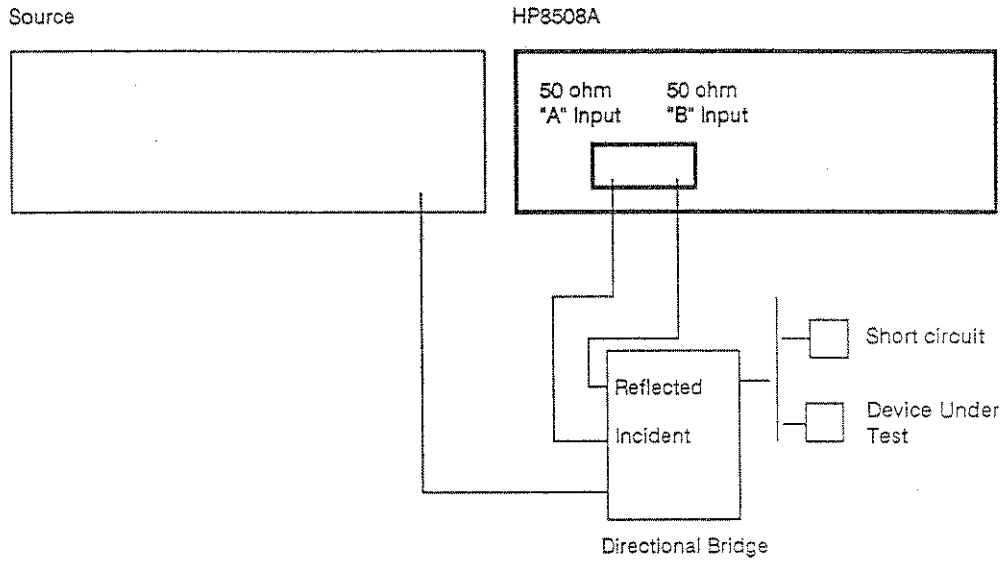 Source
HP8508A
50 ohm
"A" Input
50 ohm
"B" Input
Short circuit
Reflected
Device Under
Test
Incident
Directional Bridge